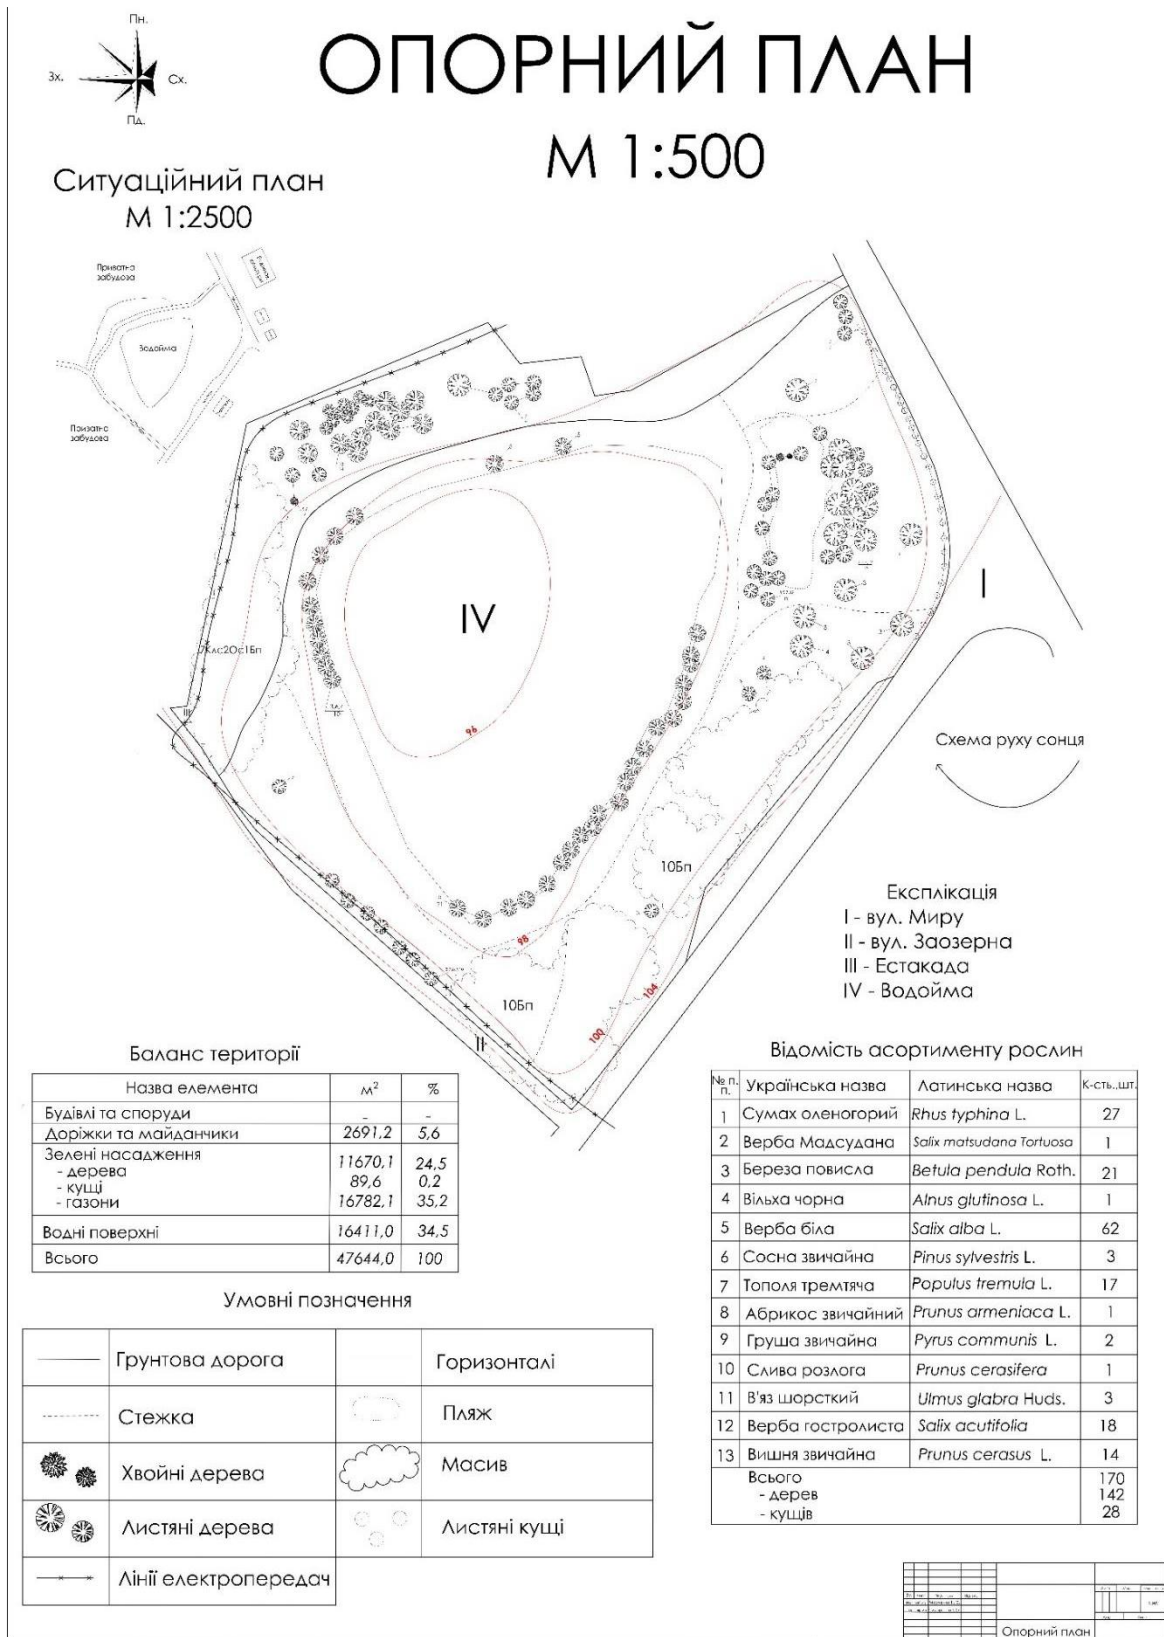 Пн.
Зх.
Сх.
Пд.
ОПОРНИЙ ПЛАН
М 1:500
Ситуаційний план
М 1:2500
Приватна
забудова
Водойма
Приватна
забудова
IV
I
III
7Клс2Ос1Бп
96
98
100
104
10Бп
10Бп
II
Схема руху сонця
Експлікація
I - вул. Миру
II - вул. Заозерна
III - Естакада
IV - Водойма
Баланс території
Назва елемента м² %
Будівлі та споруди - -
Доріжки та майданчики 2691,2 5,6
Зелені насадження
- дерева 11670,1 24,5
- кущі 89,6 0,2
- газони 16782,1 35,2
Водні поверхні 16411,0 34,5
Всього 47644,0 100
Умовні позначення
Грунтова дорога
Горизонталі
Стежка
Пляж
Хвойні дерева
Масив
Листяні дерева
Листяні кущі
Лінії електропередач
Відомість асортименту рослин
№ п. п. Українська назва Латинська назва К-сть.,шт.
1 Сумах оленогорий Rhus typhina L. 27
2 Верба Мадсудана Salix matsudana Tortuosa 1
3 Береза повисла Betula pendula Roth. 21
4 Вільха чорна Alnus glutinosa L. 1
5 Верба біла Salix alba L. 62
6 Сосна звичайна Pinus sylvestris L. 3
7 Тополя тремтяча Populus tremula L. 17
8 Абрикос звичайний Prunus armeniaca L. 1
9 Груша звичайна Pyrus communis L. 2
10 Слива розлога Prunus cerasifera 1
11 В'яз шорсткий Ulmus glabra Huds. 3
12 Верба гостролиста Salix acutifolia 18
13 Вишня звичайна Prunus cerasus L. 14
Всього 170
- дерев 142
- кущів 28
Опорний план